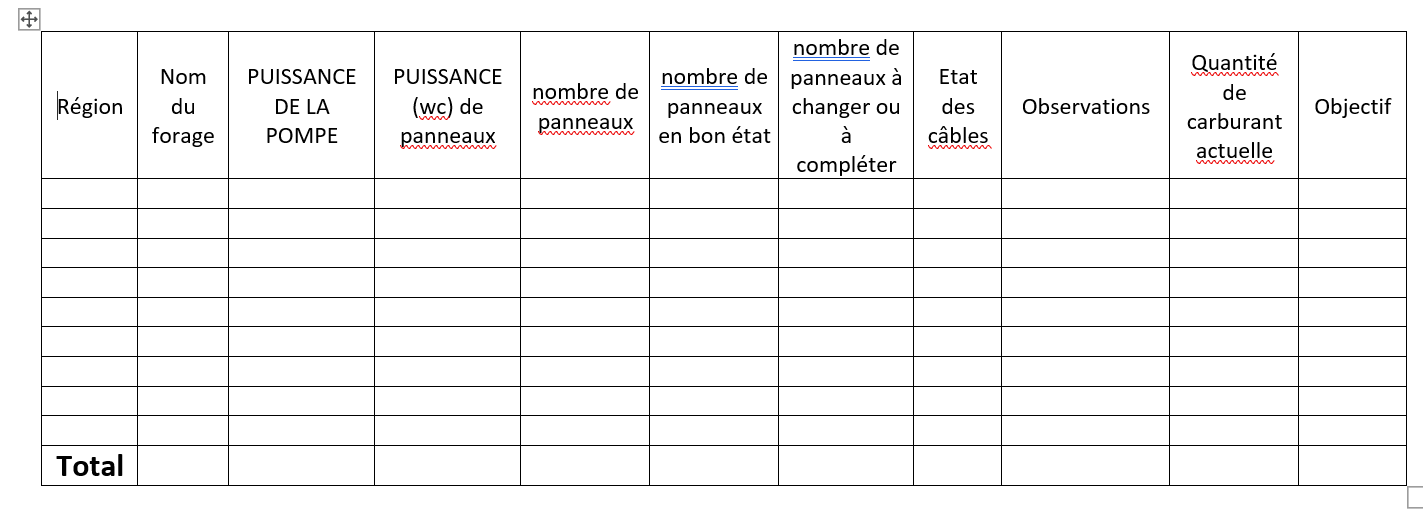 Région
Nom
du
forage
PUISSANCE
DE LA
POMPE
PUISSANCE
(wc) de
panneaux
nombre de
panneaux
nombre de
panneaux
en bon état
nombre de
panneaux à
changer ou
à
compléter
Etat
des
câbles
Observations
Quantité
de
carburant
actuelle
Objectif
Total